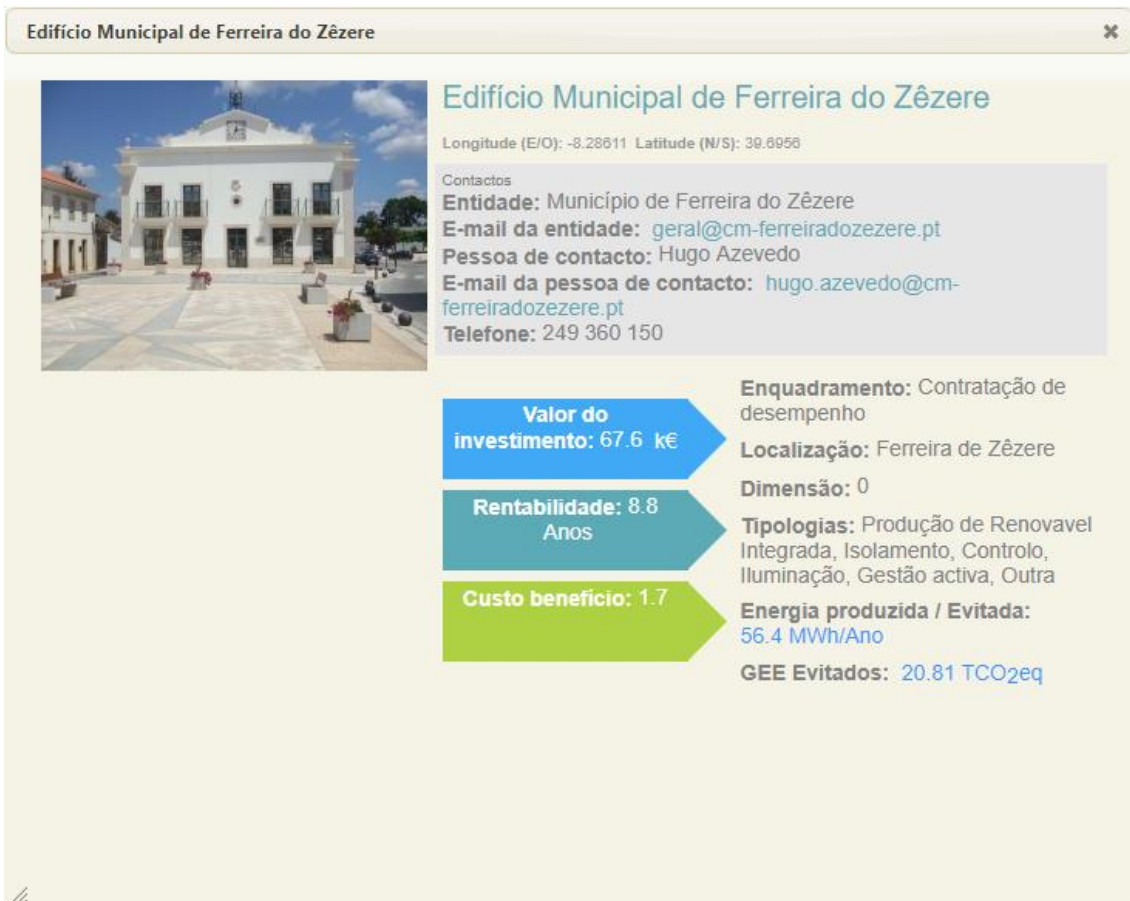 Edifício Municipal de Ferreira do Zêzere
Edifício Municipal de Ferreira do Zêzere
Longitude (E/O): -8.28611 Latitude (N/S): 39.6956
Contactos
Entidade: Município de Ferreira do Zêzere
E-mail da entidade: geral@cm-ferreiradozezere.pt
Pessoa de contacto: Hugo Azevedo
E-mail da pessoa de contacto: hugo.azevedo@cm-
ferreiradozezere.pt
Telefone: 249 360 150
Valor do
investimento: 67.6 k€
Rentabilidade: 8.8
Anos
Custo benefício: 1.7
Enquadramento: Contratação de
desempenho
Localização: Ferreira de Zêzere
Dimensão: 0
Tipologias: Produção de Renovavel
Integrada, Isolamento, Controlo,
Iluminação, Gestão activa, Outra
Energia produzida / Evitada:
56.4 MWh/Ano
GEE Evitados: 20.81 TCO2eq